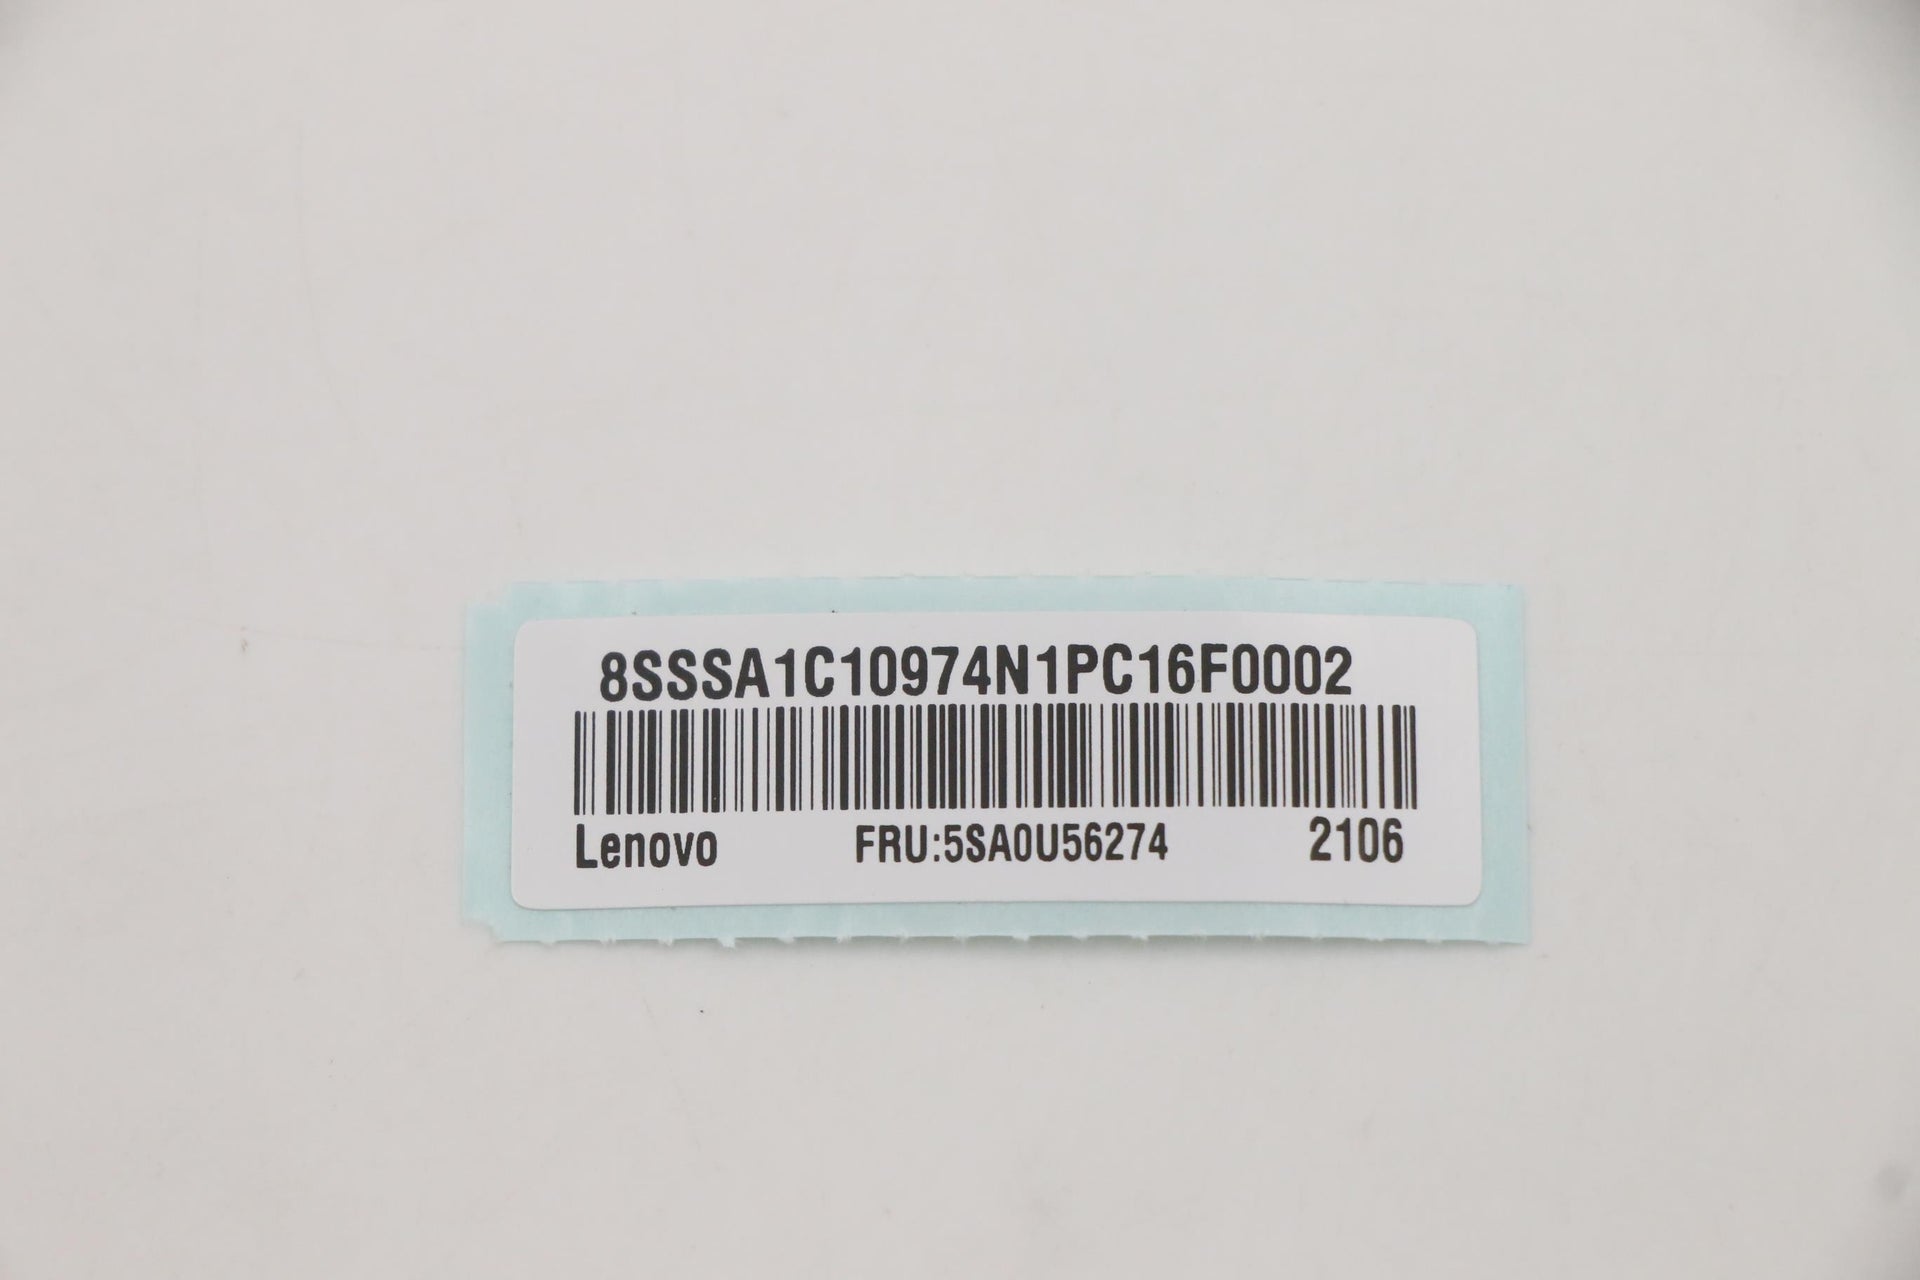 8SSSA1C10974N1PC16F0002
Lenovo FRU:5SA0U56274 2106